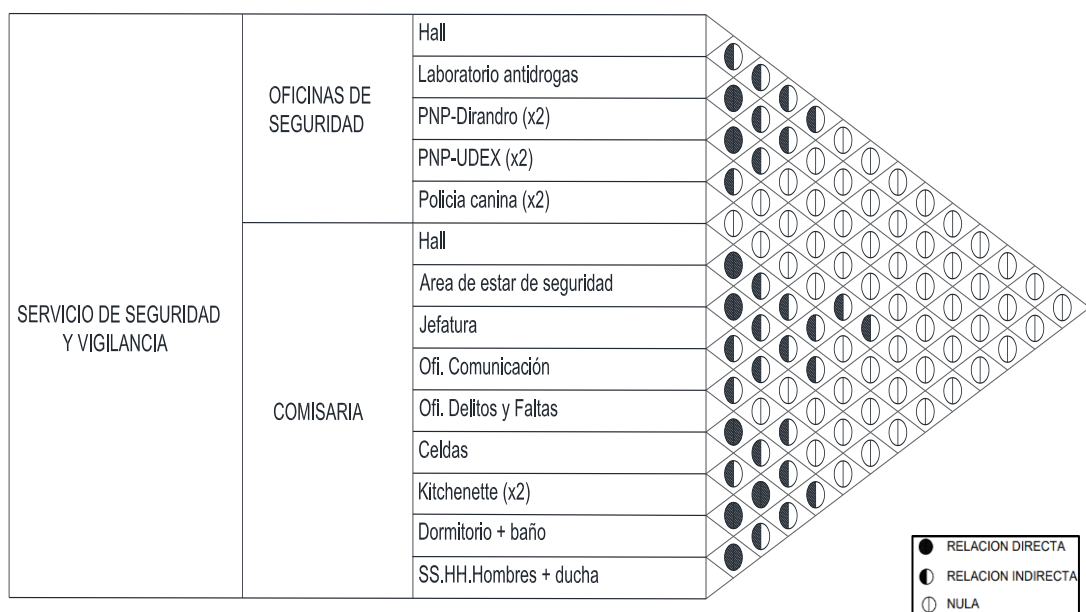 SERVICIO DE SEGURIDAD
Y VIGILANCIA
OFICINAS DE
SEGURIDAD
Hall
Laboratorio antidrogas
PNP-Dirandro (x2)
PNP-UDEX (x2)
Policia canina (x2)
COMISARIA
Hall
Area de estar de seguridad
Jefatura
Ofi. Comunicación
Ofi. Delitos y Faltas
Celdas
Kitchenette (x2)
Dormitorio + baño
SS.HH.Hombres + ducha
RELACION DIRECTA
RELACION INDIRECTA
NULA